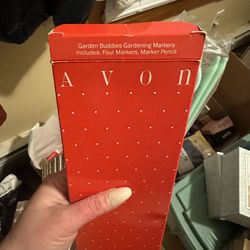 Garden Buddies Gardening Markers
Includes: Four Markers, Marker Pencil
AVON